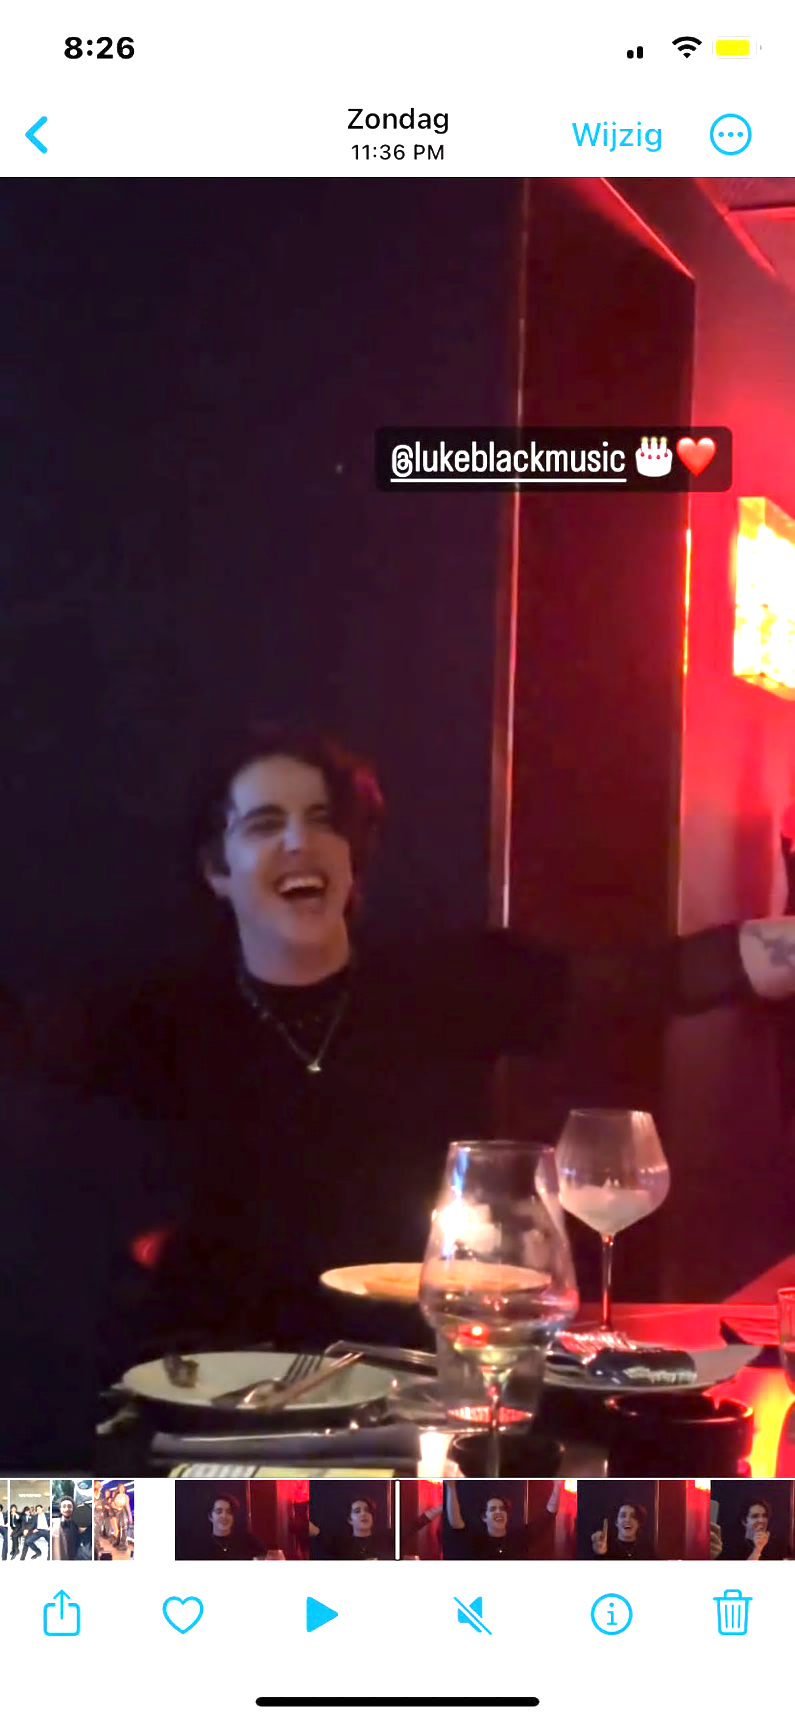 8:26
Zondag
11:36 PM
Wijzig
@lukeblackmusic 🎂❤️